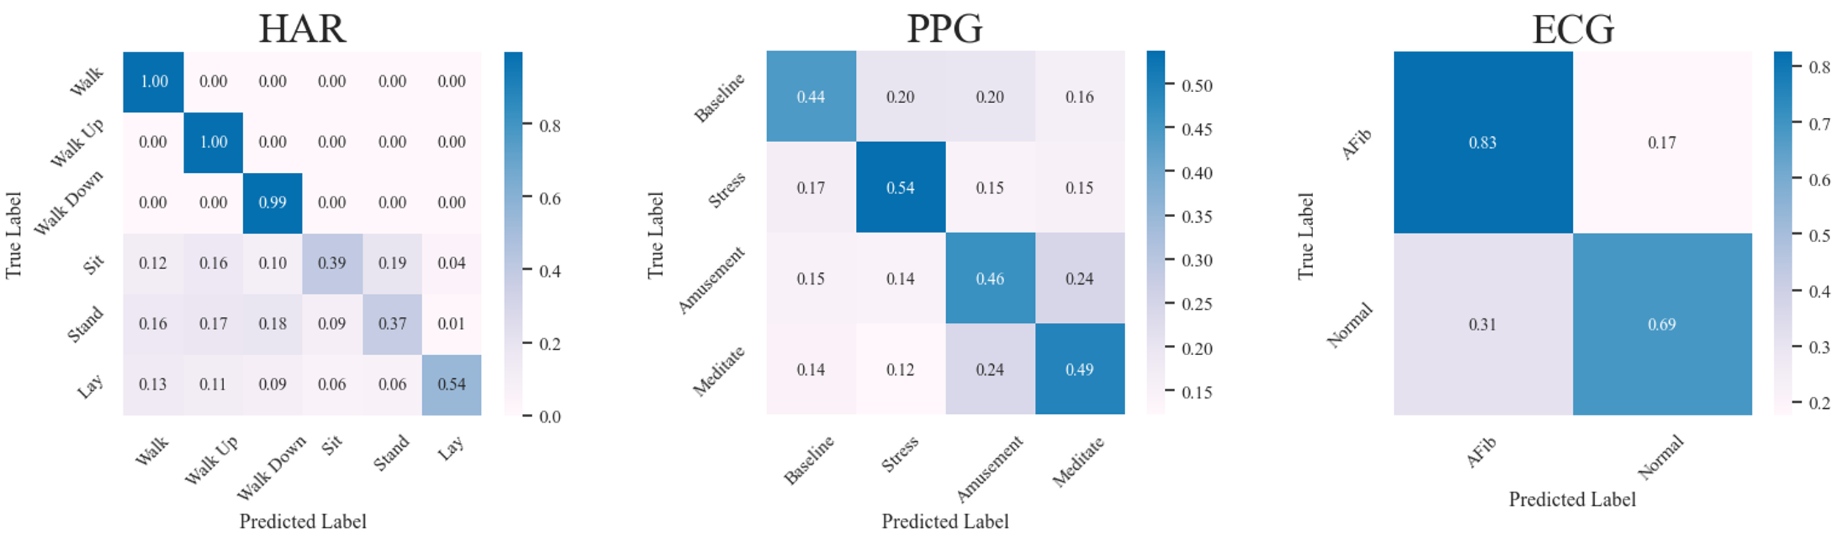 HAR
True Label
Walk 1.00 0.00 0.00 0.00 0.00 0.00
Walk Up 0.00 1.00 0.00 0.00 0.00 0.00
Walk Down 0.00 0.00 0.99 0.00 0.00 0.00
Sit 0.12 0.16 0.10 0.39 0.19 0.04
Stand 0.16 0.17 0.18 0.09 0.37 0.01
Lay 0.13 0.11 0.09 0.06 0.06 0.54
Walk Walk Up Walk Down Sit Stand Lay
Predicted Label
0.8
0.6
0.4
0.2
0.0
PPG
True Label
Baseline 0.44 0.20 0.20 0.16
Stress 0.17 0.54 0.15 0.15
Amusement 0.15 0.14 0.46 0.24
Meditate 0.14 0.12 0.24 0.49
Baseline Stress Amusement Meditate
Predicted Label
0.50
0.45
0.40
0.35
0.30
0.25
0.20
0.15
ECG
True Label
AFib 0.83 0.17
Normal 0.31 0.69
AFib Normal
Predicted Label
0.8
0.7
0.6
0.5
0.4
0.3
0.2